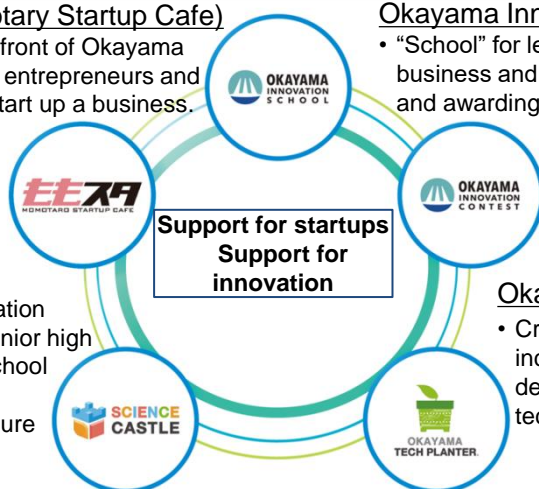 otary Startup Cafe)
front of Okayama
entrepreneurs and
tart up a business.
Okayama Inn
• “School” for le
business and
and awarding
OKAYAMA
INNOVATION
SCHOOL
ももスタ
MOMOTARO STARTUP CAFE
OKAYAMA
INNOVATION
CONTEST
Support for startups
Support for
innovation
ation
nior high
chool
ure
Oka
• Cr
inc
de
tec
SCIENCE
CASTLE
OKAYAMA
TECH PLANTER.